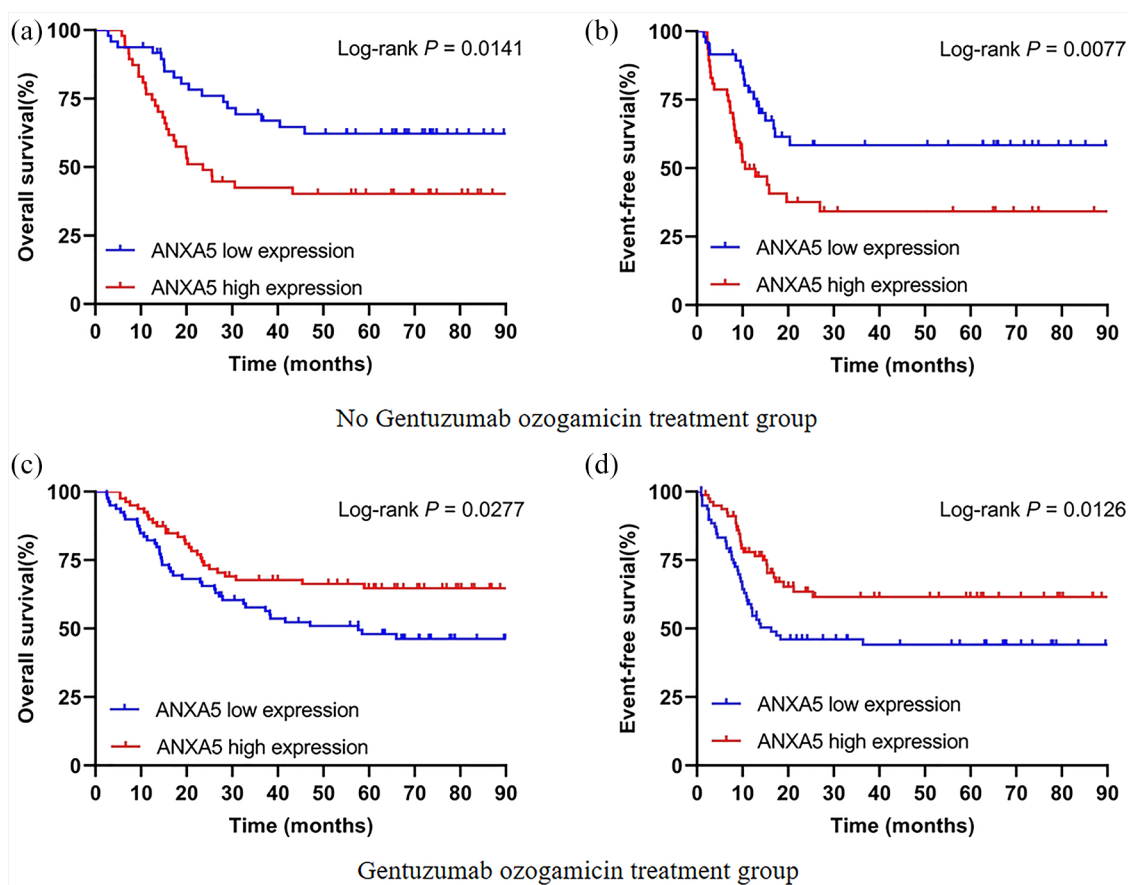 (a)
Log-rank P = 0.0141
Overall survival(%)
100
75
50
25
0
ANXA5 low expression
ANXA5 high expression
0 10 20 30 40 50 60 70 80 90
Time (months)
(b)
Log-rank P = 0.0077
Event-free survial(%)
100
75
50
25
0
ANXA5 low expression
ANXA5 high expression
0 10 20 30 40 50 60 70 80 90
Time (months)
No Gentuzumab ozogamicin treatment group
(c)
Log-rank P = 0.0277
Overall survival(%)
100
75
50
25
0
ANXA5 low expression
ANXA5 high expression
0 10 20 30 40 50 60 70 80 90
Time (months)
(d)
Log-rank P = 0.0126
Event-free survial(%)
100
75
50
25
0
ANXA5 low expression
ANXA5 high expression
0 10 20 30 40 50 60 70 80 90
Time (months)
Gentuzumab ozogamicin treatment group